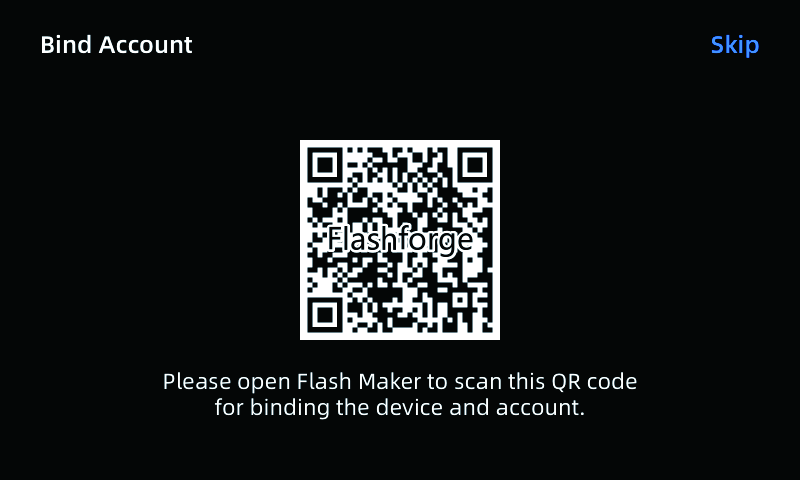 Bind Account
Skip
Flashforge
Please open Flash Maker to scan this QR code
for binding the device and account.